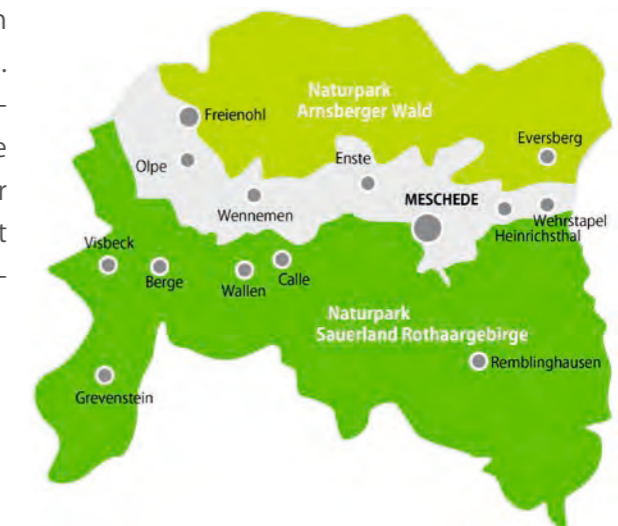 n
.
–
e
r
t
–
Naturpark
Arnsberger Wald
Freienohl
Eversberg
Olpe
Enste
MESCHEDE
Wennemen
Wehrstapel
Heinrichsthal
Visbeck
Berge
Wallen
Calle
Naturpark
Sauerland Rothaargebirge
Remblinghausen
Grevenstein